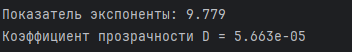 Показатель экспоненты: 9.779
Коэффициент прозрачности D = 5.663e-05